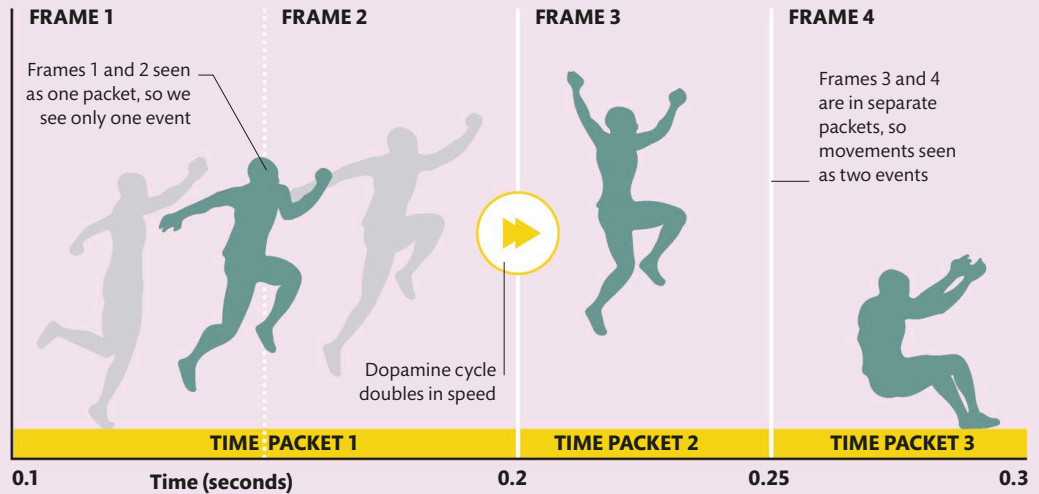 FRAME 1
FRAME 2
FRAME 3
FRAME 4
Frames 1 and 2 seen
as one packet, so we
see only one event
Frames 3 and 4
are in separate
packets, so
movements seen
as two events
Dopamine cycle
doubles in speed
TIME PACKET 1
TIME PACKET 2
TIME PACKET 3
0.1
Time (seconds)
0.2
0.25
0.3